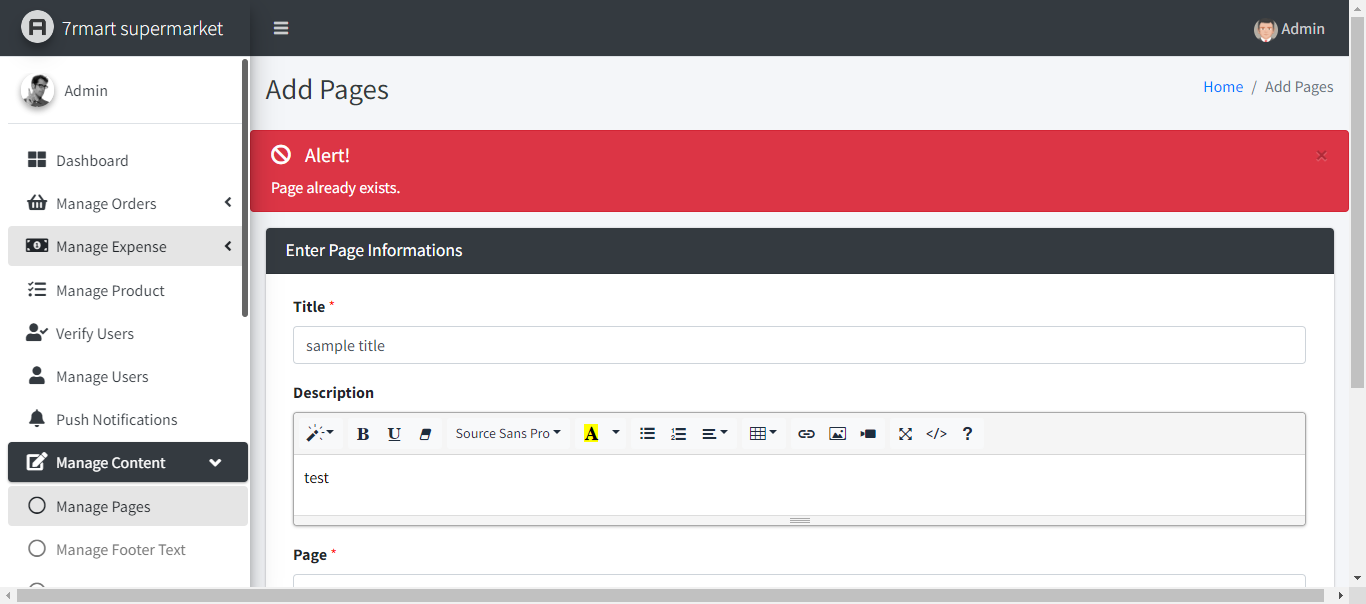 7rmart supermarket
Admin
Admin
Add Pages
Home / Add Pages
Dashboard
Manage Orders
Manage Expense
Manage Product
Verify Users
Manage Users
Push Notifications
Manage Content
Manage Pages
Manage Footer Text
Alert!
×
Page already exists.
Enter Page Informations
Title *
sample title
Description
B U Source Sans Pro A </> ?
test
Page *